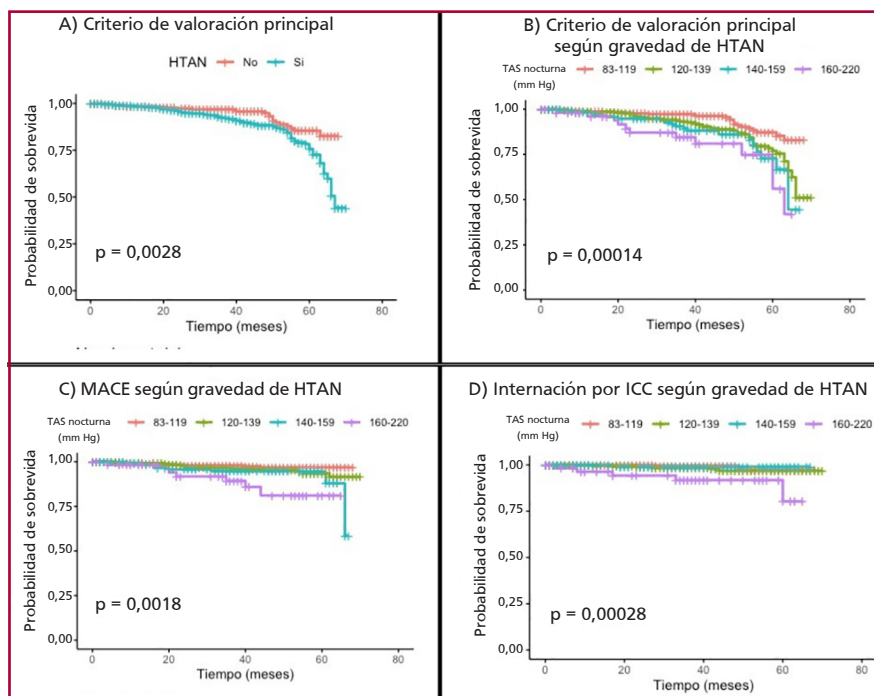 A) Criterio de valoración principal
HTAN No Si
Probabilidad de sobrevida
1,00
0,75
0,50
0,25
0,00
p = 0,0028
0 20 40 60 80
Tiempo (meses)
B) Criterio de valoración principal
según gravedad de HTAN
TAS nocturna 83-119 120-139 140-159 160-220
(mm Hg)
Probabilidad de sobrevida
1,00
0,75
0,50
0,25
0,00
p = 0,00014
0 20 40 60 80
Tiempo (meses)
C) MACE según gravedad de HTAN
TAS nocturna 83-119 120-139 140-159 160-220
(mm Hg)
Probabilidad de sobrevida
1,00
0,75
0,50
0,25
0,00
p = 0,0018
0 20 40 60 80
Tiempo (meses)
D) Internación por ICC según gravedad de HTAN
TAS nocturna 83-119 120-139 140-159 160-220
(mm Hg)
Probabilidad de sobrevida
1,00
0,75
0,50
0,25
0,00
p = 0,00028
0 20 40 60 80
Tiempo (meses)